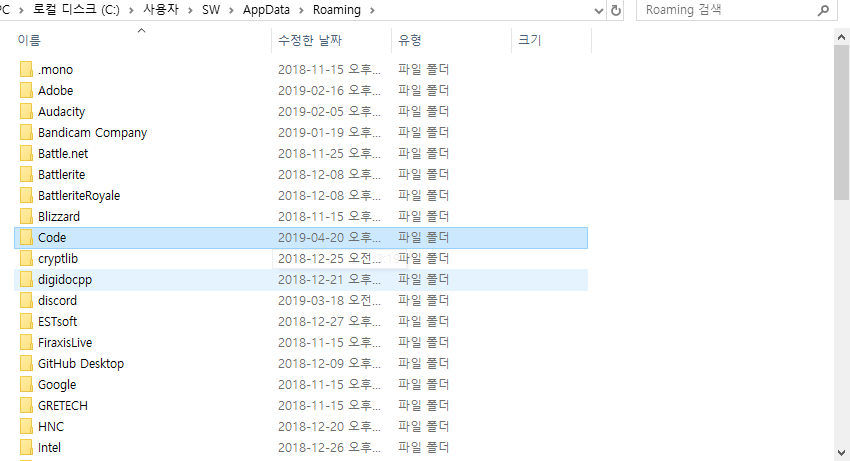 PC > 로컬 디스크 (C:) > 사용자 > SW > AppData > Roaming > Roaming 검색
이름 수정한 날짜 유형 크기
.mono 2018-11-15 오후... 파일 폴더
Adobe 2019-02-16 오후... 파일 폴더
Audacity 2019-02-05 오후... 파일 폴더
Bandicam Company 2019-01-19 오후... 파일 폴더
Battle.net 2018-11-25 오후... 파일 폴더
Battlerite 2018-12-08 오후... 파일 폴더
BattleriteRoyale 2018-12-08 오후... 파일 폴더
Blizzard 2018-11-15 오후... 파일 폴더
Code 2019-04-20 오후... 파일 폴더
cryptlib 2018-12-25 오전... 파일 폴더
digidocpp 2018-12-21 오후... 파일 폴더
discord 2019-03-18 오전... 파일 폴더
ESTsoft 2018-12-27 오후... 파일 폴더
FiraxisLive 2018-11-15 오후... 파일 폴더
GitHub Desktop 2018-12-09 오후... 파일 폴더
Google 2018-11-15 오후... 파일 폴더
GRETECH 2018-11-15 오후... 파일 폴더
HNC 2018-12-20 오후... 파일 폴더
Intel 2018-12-26 오후... 파일 폴더